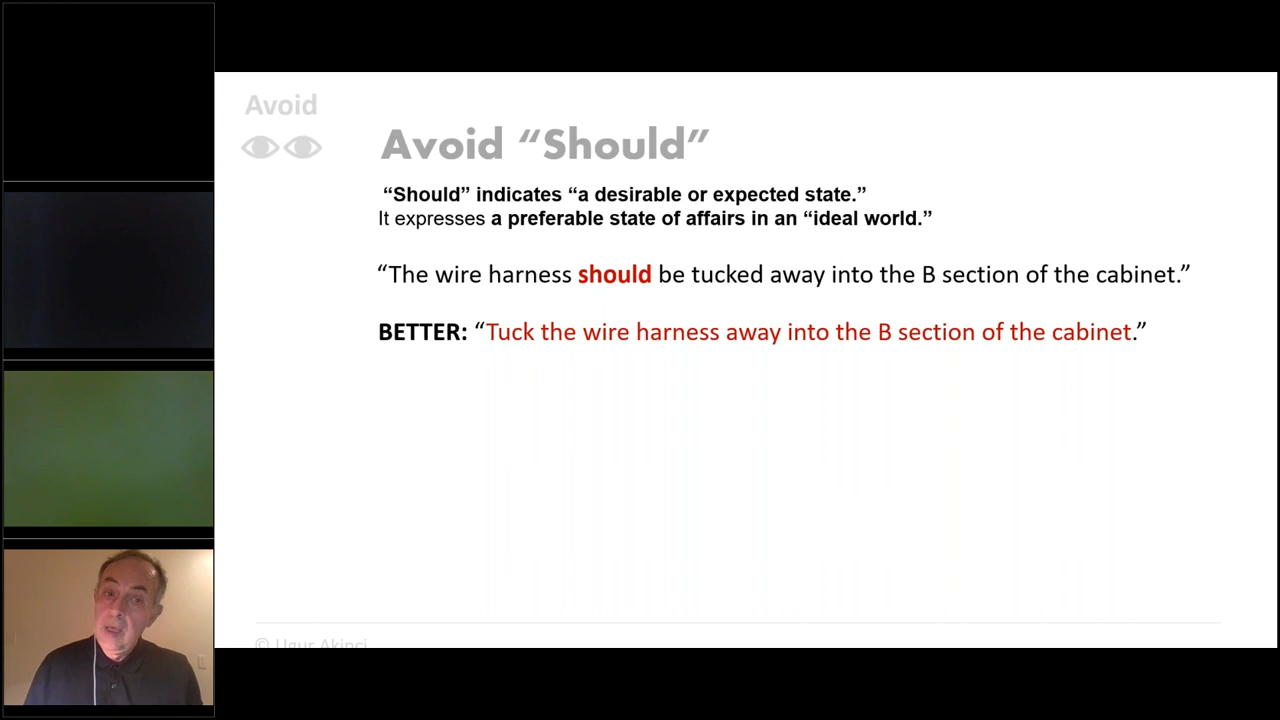 Avoid
Avoid “Should”
“Should” indicates “a desirable or expected state.”
It expresses a preferable state of affairs in an “ideal world.”
“The wire harness should be tucked away into the B section of the cabinet.”
BETTER: “Tuck the wire harness away into the B section of the cabinet.”
© Ugur Akinci